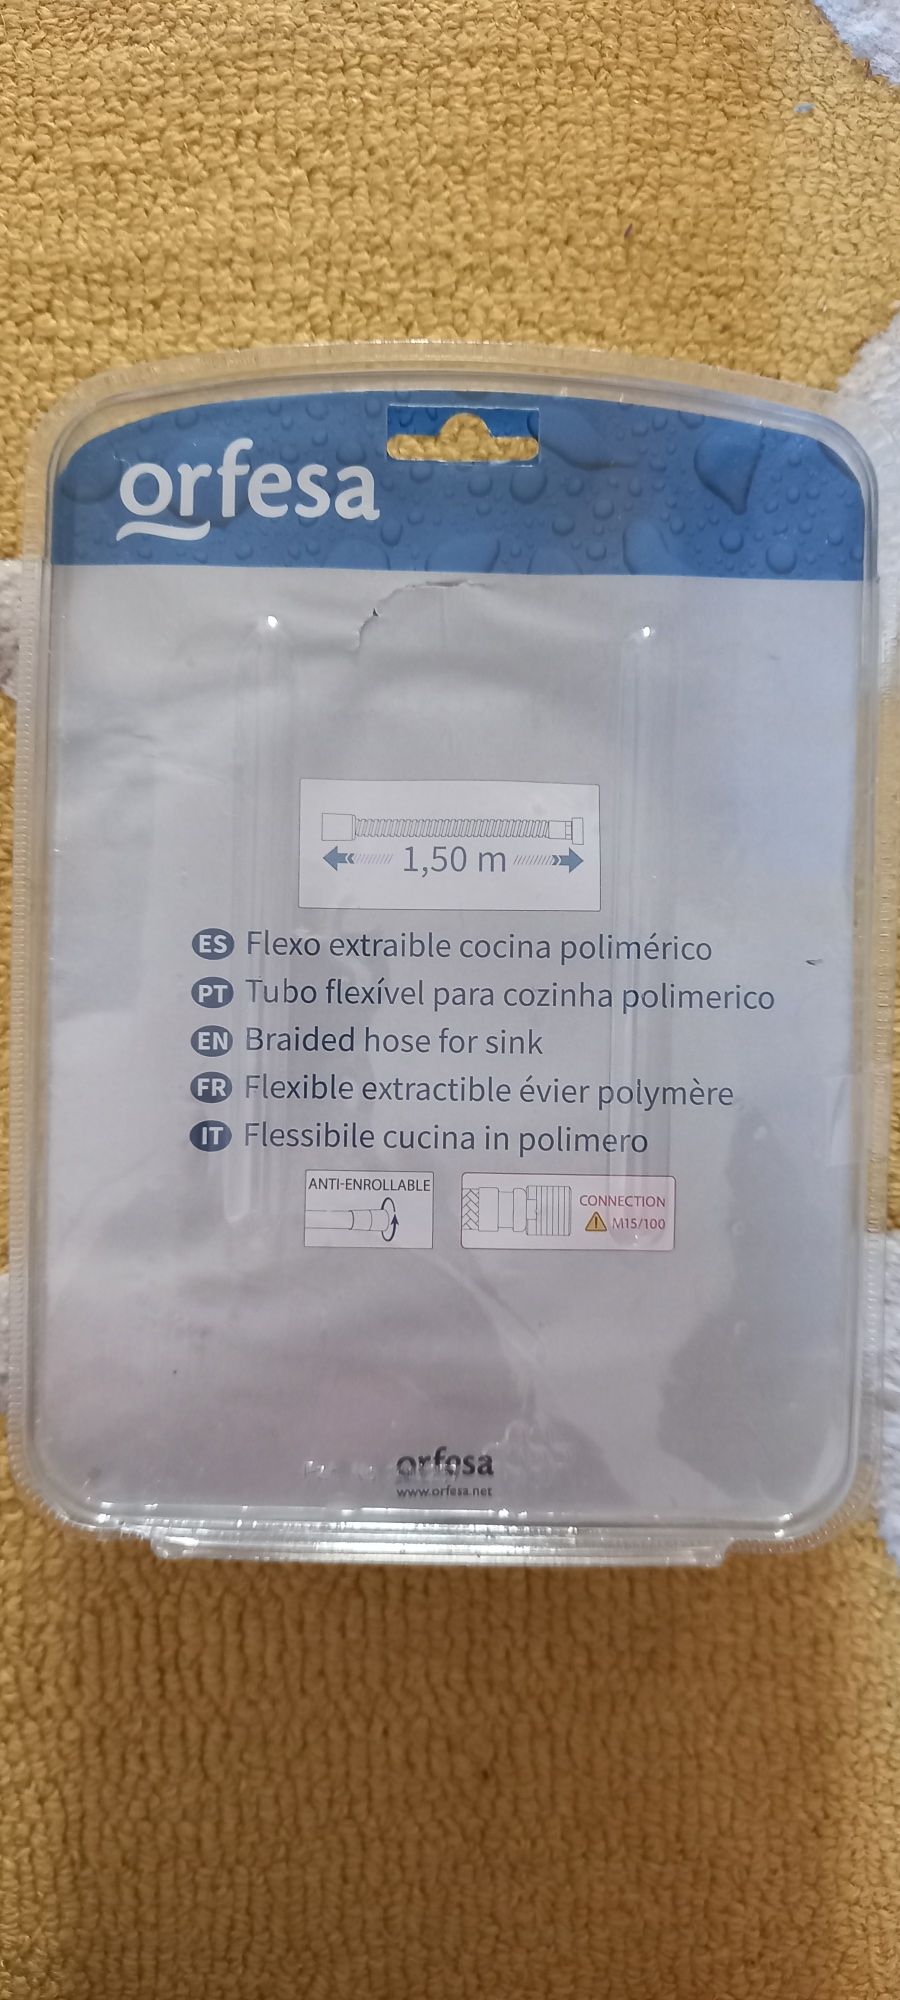 orfesa
1,50 m
ES Flexo extraible cocina polimérico
PT Tubo flexível para cozinha polimerico
EN Braided hose for sink
FR Flexible extractible évier polymère
IT Flessibile cucina in polimero
ANTI-ENROLLABLE
CONNECTION
M15/100
orfesa
www.orfesa.net